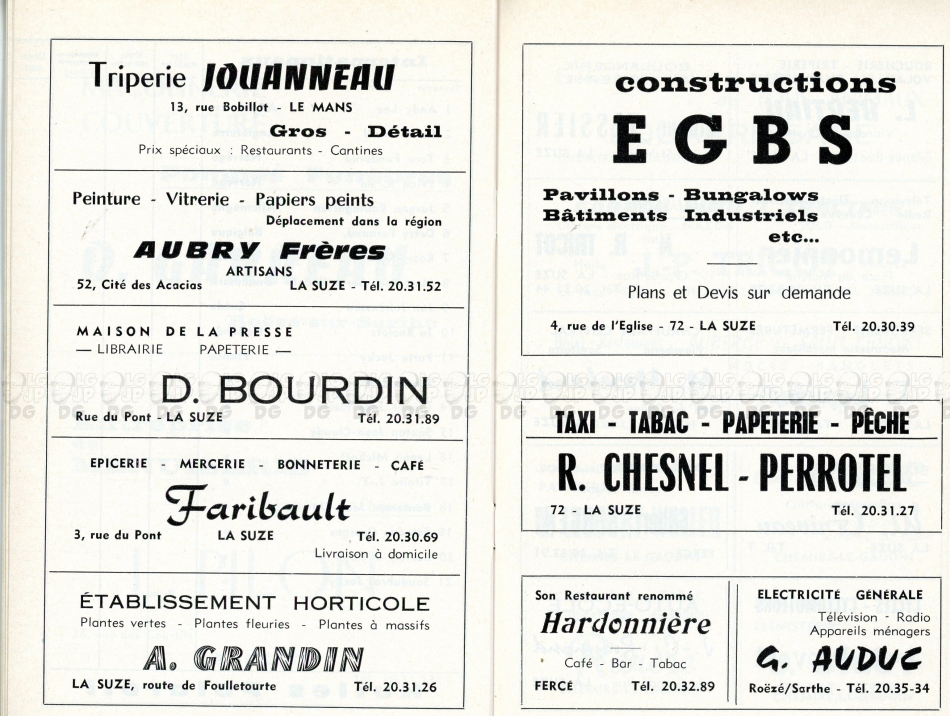 Triperie JOUANNEAU
13, rue Bobillot - LE MANS
Gros - Détail
Prix spéciaux : Restaurants - Cantines
Peinture - Vitrerie - Papiers peints
Déplacement dans la région
AUBRY Frères
ARTISANS
52, Cité des Acacias LA SUZE - Tél. 20.31.52
MAISON DE LA PRESSE
— LIBRAIRIE PAPETERIE —
D. BOURDIN
Rue du Pont - LA SUZE Tél. 20.31.89
EPICERIE - MERCERIE - BONNETERIE - CAFÉ
Faribault
3, rue du Pont LA SUZE Tél. 20.30.69
Livraison à domicile
ÉTABLISSEMENT HORTICOLE
Plantes vertes - Plantes fleuries - Plantes à massifs
A. GRANDIN
LA SUZE, route de Foulletourte Tél. 20.31.26
constructions
EGBS
Pavillons - Bungalows
Bâtiments Industriels
etc...
Plans et Devis sur demande
4, rue de l'Eglise - 72 - LA SUZE Tél. 20.30.39
TAXI - TABAC - PAPETERIE - PÊCHE
R. CHESNEL - PERROTEL
72 - LA SUZE Tél. 20.31.27
Son Restaurant renommé
Hardonnière
Café - Bar - Tabac
FERCÉ Tél. 20.32.89
ELECTRICITÉ GÉNÉRALE
Télévision - Radio
Appareils ménagers
G. AUDUC
Roëzé/Sarthe - Tél. 20.35-34